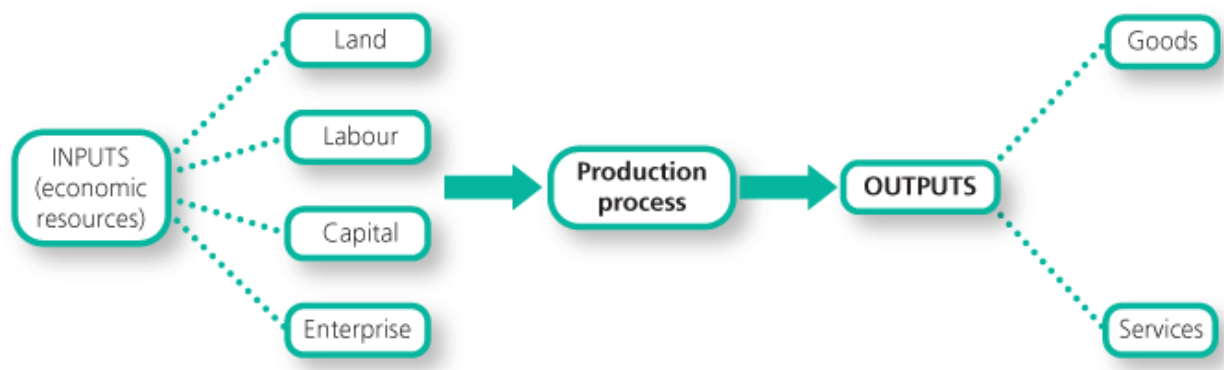 INPUTS
(economic
resources)
Land
Labour
Capital
Enterprise
Production
process
OUTPUTS
Goods
Services